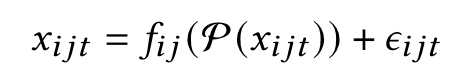 x_{ijt} = f_{ij}(𝒫(x_{ijt})) + ϵ_{ijt}